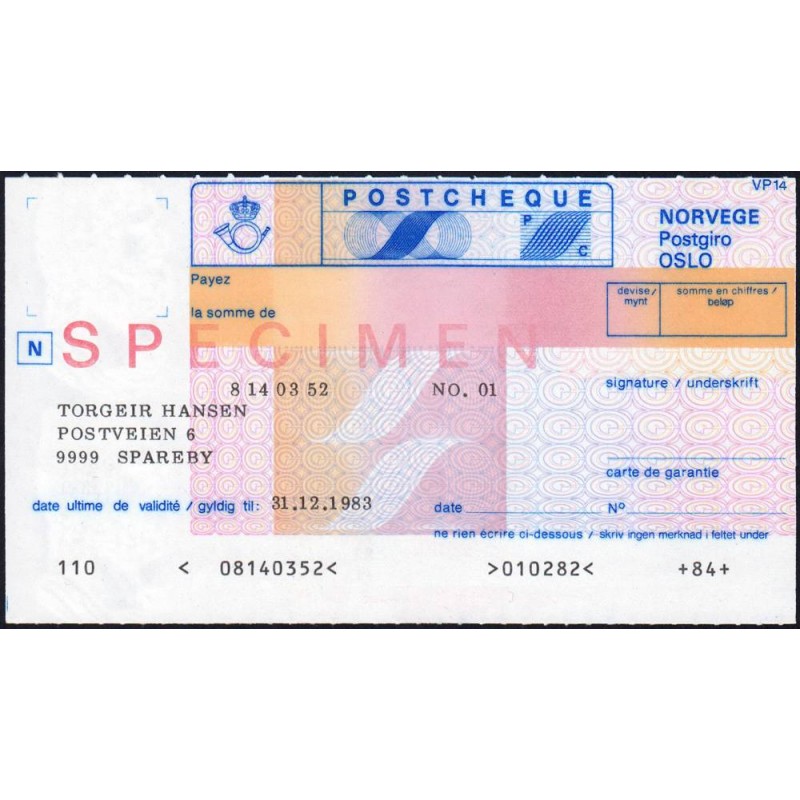 VP14
POSTCHEQUE
P
C
NORVEGE
Postgiro
OSLO
Payez
la somme de
devise/ mynt
somme en chiffres / beløp
N
SPECIMEN
8 14 03 52 NO. 01
signature / underskrift
TORGEIR HANSEN
POSTVEIEN 6
9999 SPAREBY
carte de garantie
date ultime de validité / gyldig til: 31.12.1983
date
Nº
ne rien écrire ci-dessous / skriv ingen merknad i feltet under
110 < 08140352< >010282< +84+